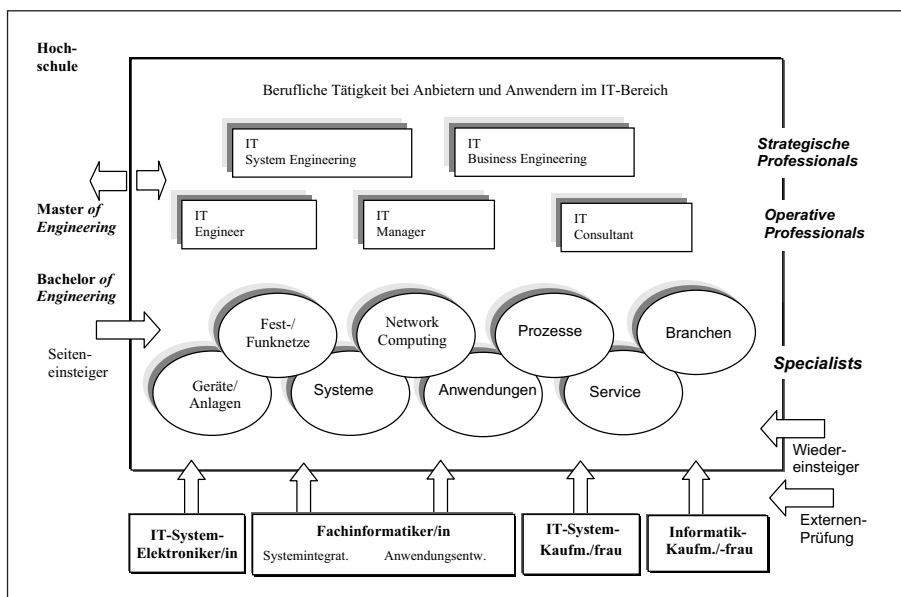 Hoch-
schule
Berufliche Tätigkeit bei Anbietern und Anwendern im IT-Bereich
IT
System Engineering
IT
Business Engineering
Strategische
Professionals
Master of
Engineering
IT
Engineer
IT
Manager
IT
Consultant
Operative
Professionals
Bachelor of
Engineering
Seiten-
einsteiger
Fest-/
Funknetze
Network
Computing
Prozesse
Branchen
Geräte/
Anlagen
Systeme
Anwendungen
Service
Specialists
Wieder-
einsteiger
Externen-
Prüfung
IT-System-
Elektroniker/in
Fachinformatiker/in
Systemintegrat. Anwendungsentw.
IT-System-
Kaufm./frau
Informatik-
Kaufm./-frau